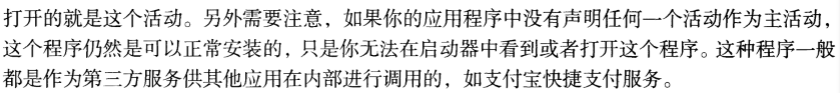 打开的就是这个活动。另外需要注意，如果你的应用程序中没有声明任何一个活动作为主活动，
这个程序仍然是可以正常安装的，只是你无法在启动器中看到或者打开这个程序。这种程序一般
都是作为第三方服务供其他应用在内部进行调用的，如支付宝快捷支付服务。